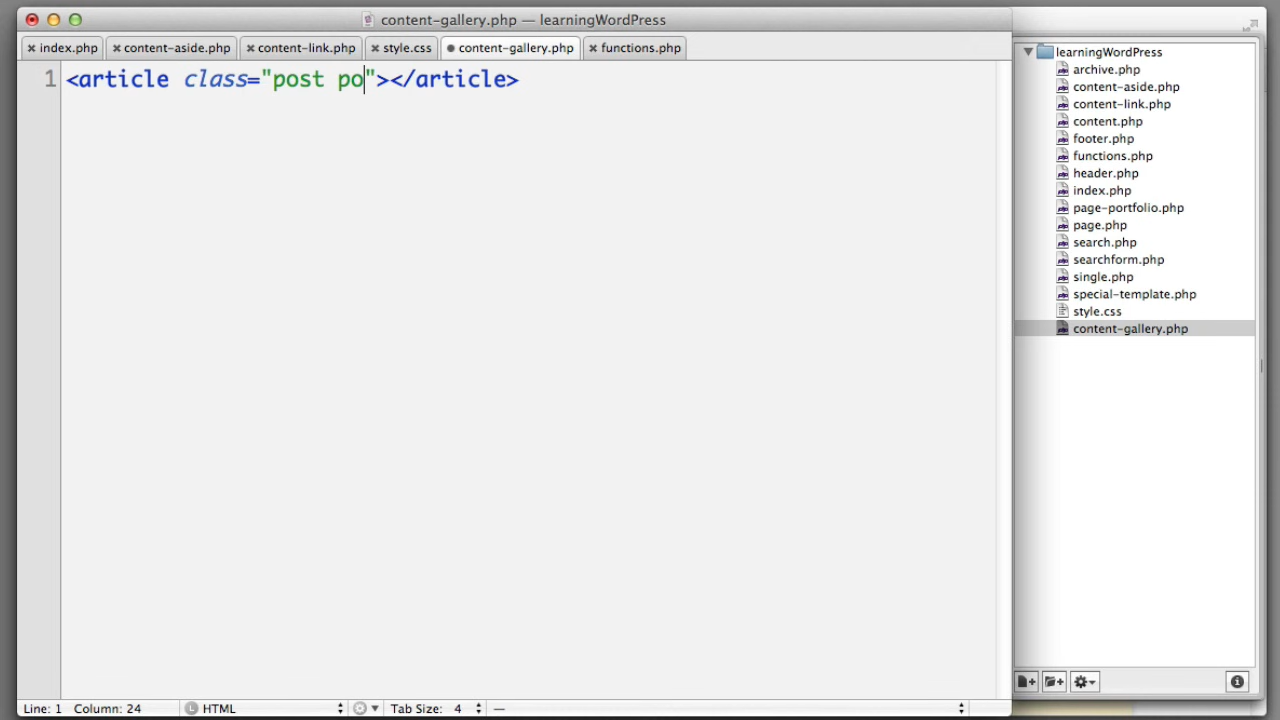 content-gallery.php — learningWordPress
index.php content-aside.php content-link.php style.css content-gallery.php functions.php
1 <article class="post po"></article>
learningWordPress
archive.php
content-aside.php
content-link.php
content.php
footer.php
functions.php
header.php
index.php
page-portfolio.php
page.php
search.php
searchform.php
single.php
special-template.php
style.css
content-gallery.php
Line: 1 Column: 24 L HTML Tab Size: 4 —